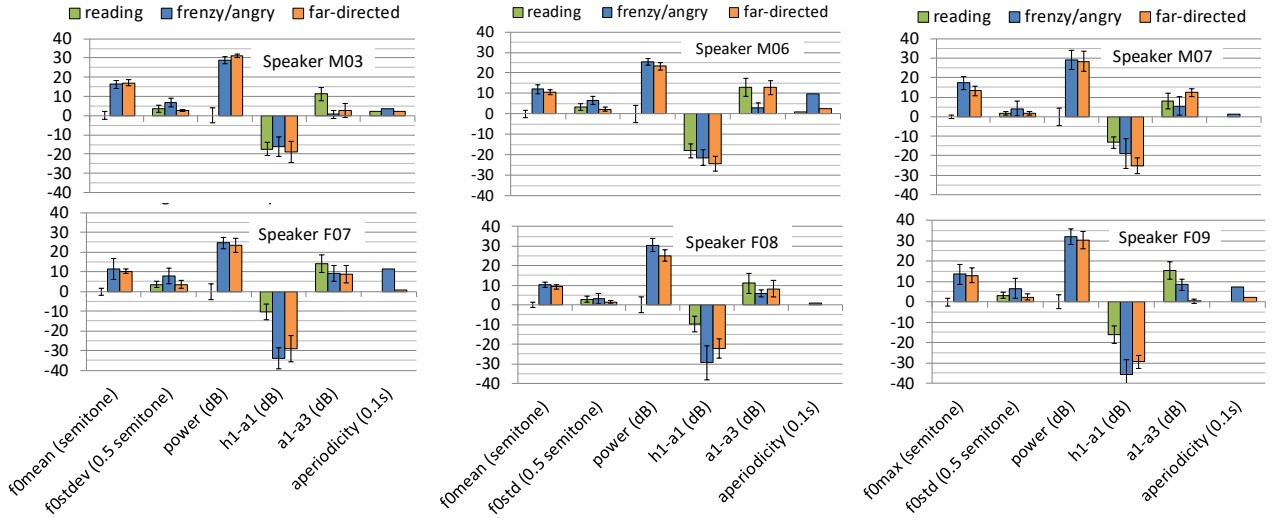 reading frenzy/angry far-directed
reading frenzy/angry far-directed
reading frenzy/angry far-directed
40
30
20
10
0
-10
-20
-30
-40
Speaker M03
40
30
20
10
0
-10
-20
-30
-40
Speaker M06
40
30
20
10
0
-10
-20
-30
-40
Speaker M07
40
30
20
10
0
-10
-20
-30
-40
Speaker F07
40
30
20
10
0
-10
-20
-30
-40
Speaker F08
40
30
20
10
0
-10
-20
-30
-40
Speaker F09
f0mean (semitone)
f0stdev (0.5 semitone)
power (dB)
h1-a1 (dB)
a1-a3 (dB)
aperiodicity (0.1s)
f0mean (semitone)
f0std (0.5 semitone)
power (dB)
h1-a1 (dB)
a1-a3 (dB)
aperiodicity (0.1s)
f0max (semitone)
f0std (0.5 semitone)
power (dB)
h1-a1 (dB)
a1-a3 (dB)
aperiodicity (0.1s)